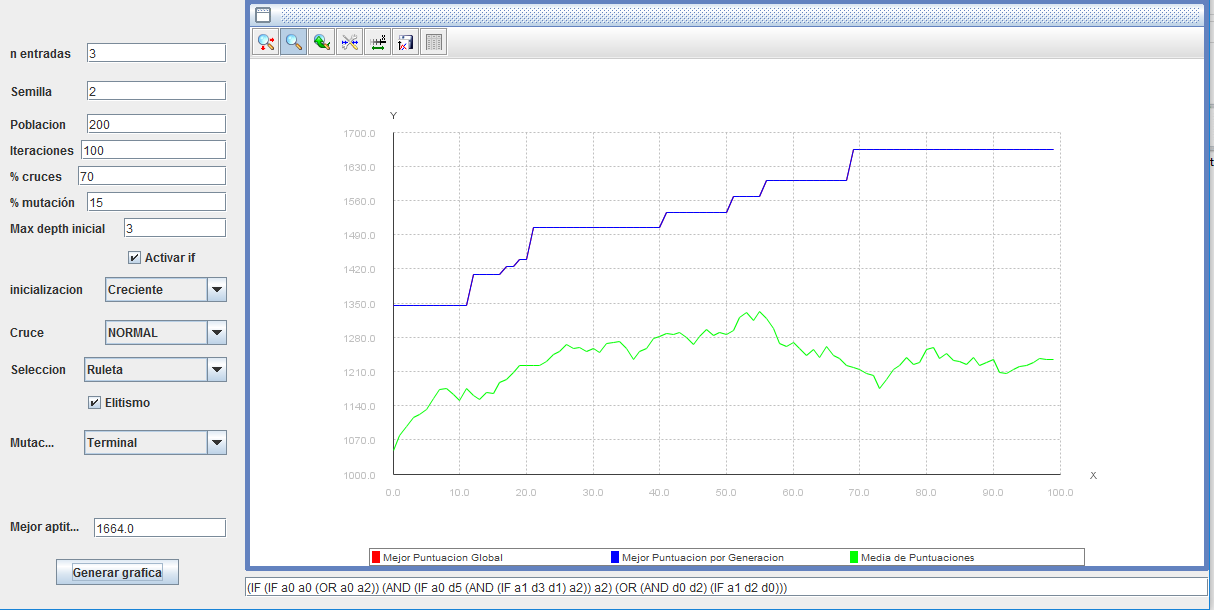 n entradas 3
Semilla 2
Poblacion 200
Iteraciones 100
% cruces 70
% mutación 15
Max depth inicial 3
Activar if
inicializacion Creciente
Cruce NORMAL
Seleccion Ruleta
Elitismo
Mutac... Terminal
Mejor aptit... 1664.0
Generar grafica
Y
1700.0
1630.0
1560.0
1490.0
1420.0
1350.0
1280.0
1210.0
1140.0
1070.0
1000.0
X
0.0 10.0 20.0 30.0 40.0 50.0 60.0 70.0 80.0 90.0 100.0
Mejor Puntuacion Global Mejor Puntuacion por Generacion Media de Puntuaciones
(IF (IF a0 a0 (OR a0 a2)) (AND (IF a0 d5 (AND (IF a1 d3 d1) a2)) a2) (OR (AND d0 d2) (IF a1 d2 d0)))
t